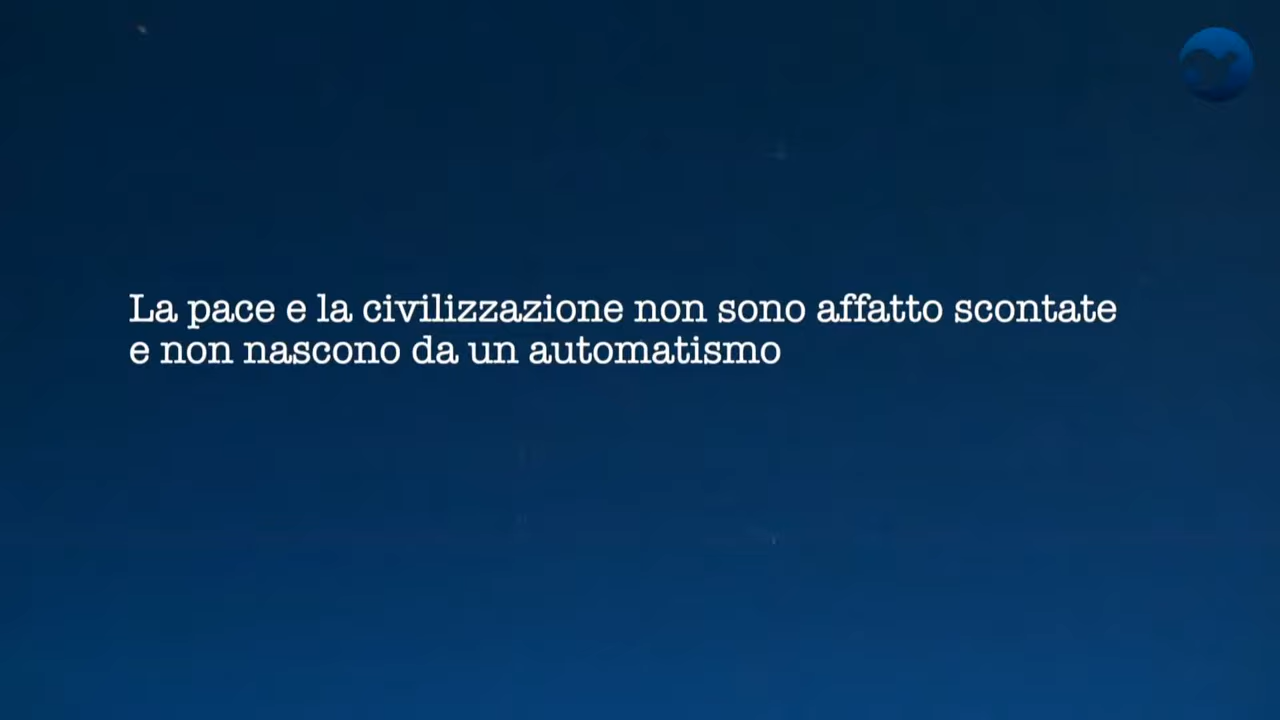 La pace e la civilizzazione non sono affatto scontate
e non nascono da un automatismo